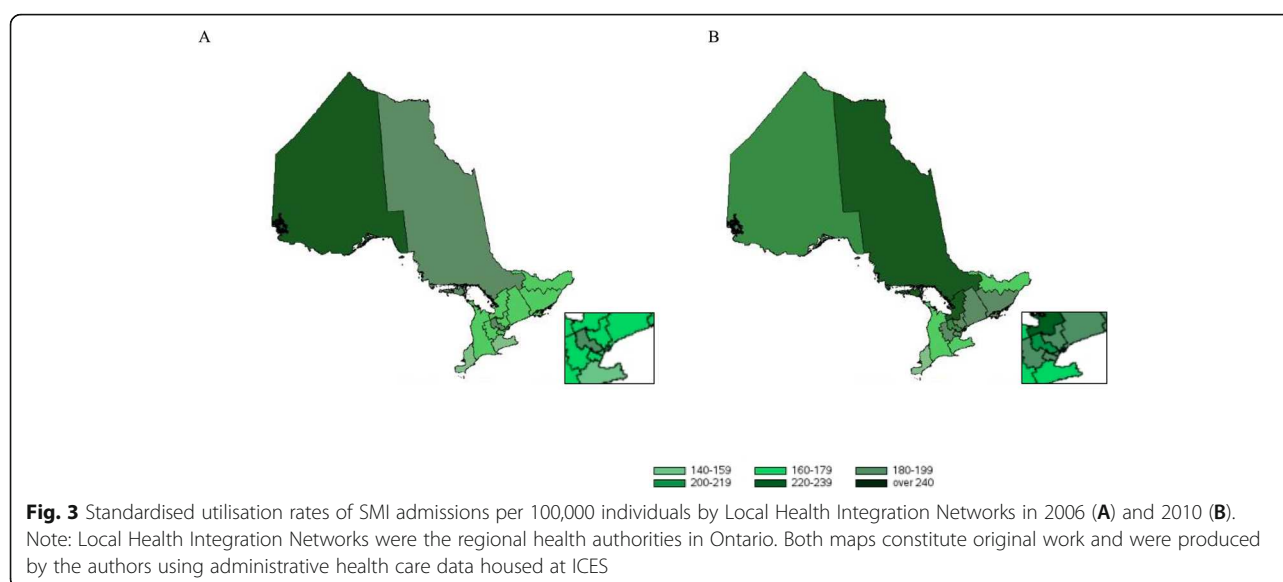 A
B
140-159
160-179
180-199
200-219
220-239
over 240
Fig. 3 Standardised utilisation rates of SMI admissions per 100,000 individuals by Local Health Integration Networks in 2006 (A) and 2010 (B).
Note: Local Health Integration Networks were the regional health authorities in Ontario. Both maps constitute original work and were produced
by the authors using administrative health care data housed at ICES